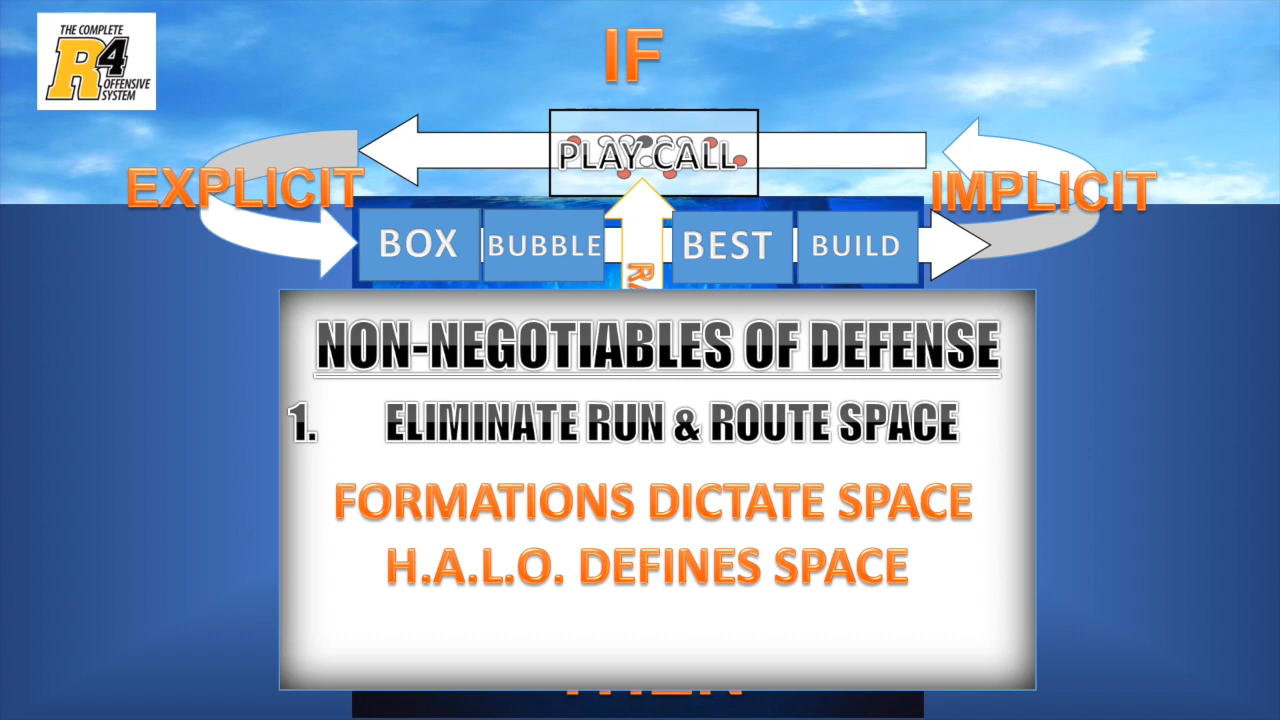 THE COMPLETE
R4
OFFENSIVE
SYSTEM
IF
PLAY CALL
EXPLICIT
IMPLICIT
BOX
BUBBLE
BEST
BUILD
NON-NEGOTIABLES OF DEFENSE
1. ELIMINATE RUN & ROUTE SPACE
FORMATIONS DICTATE SPACE
H.A.L.O. DEFINES SPACE